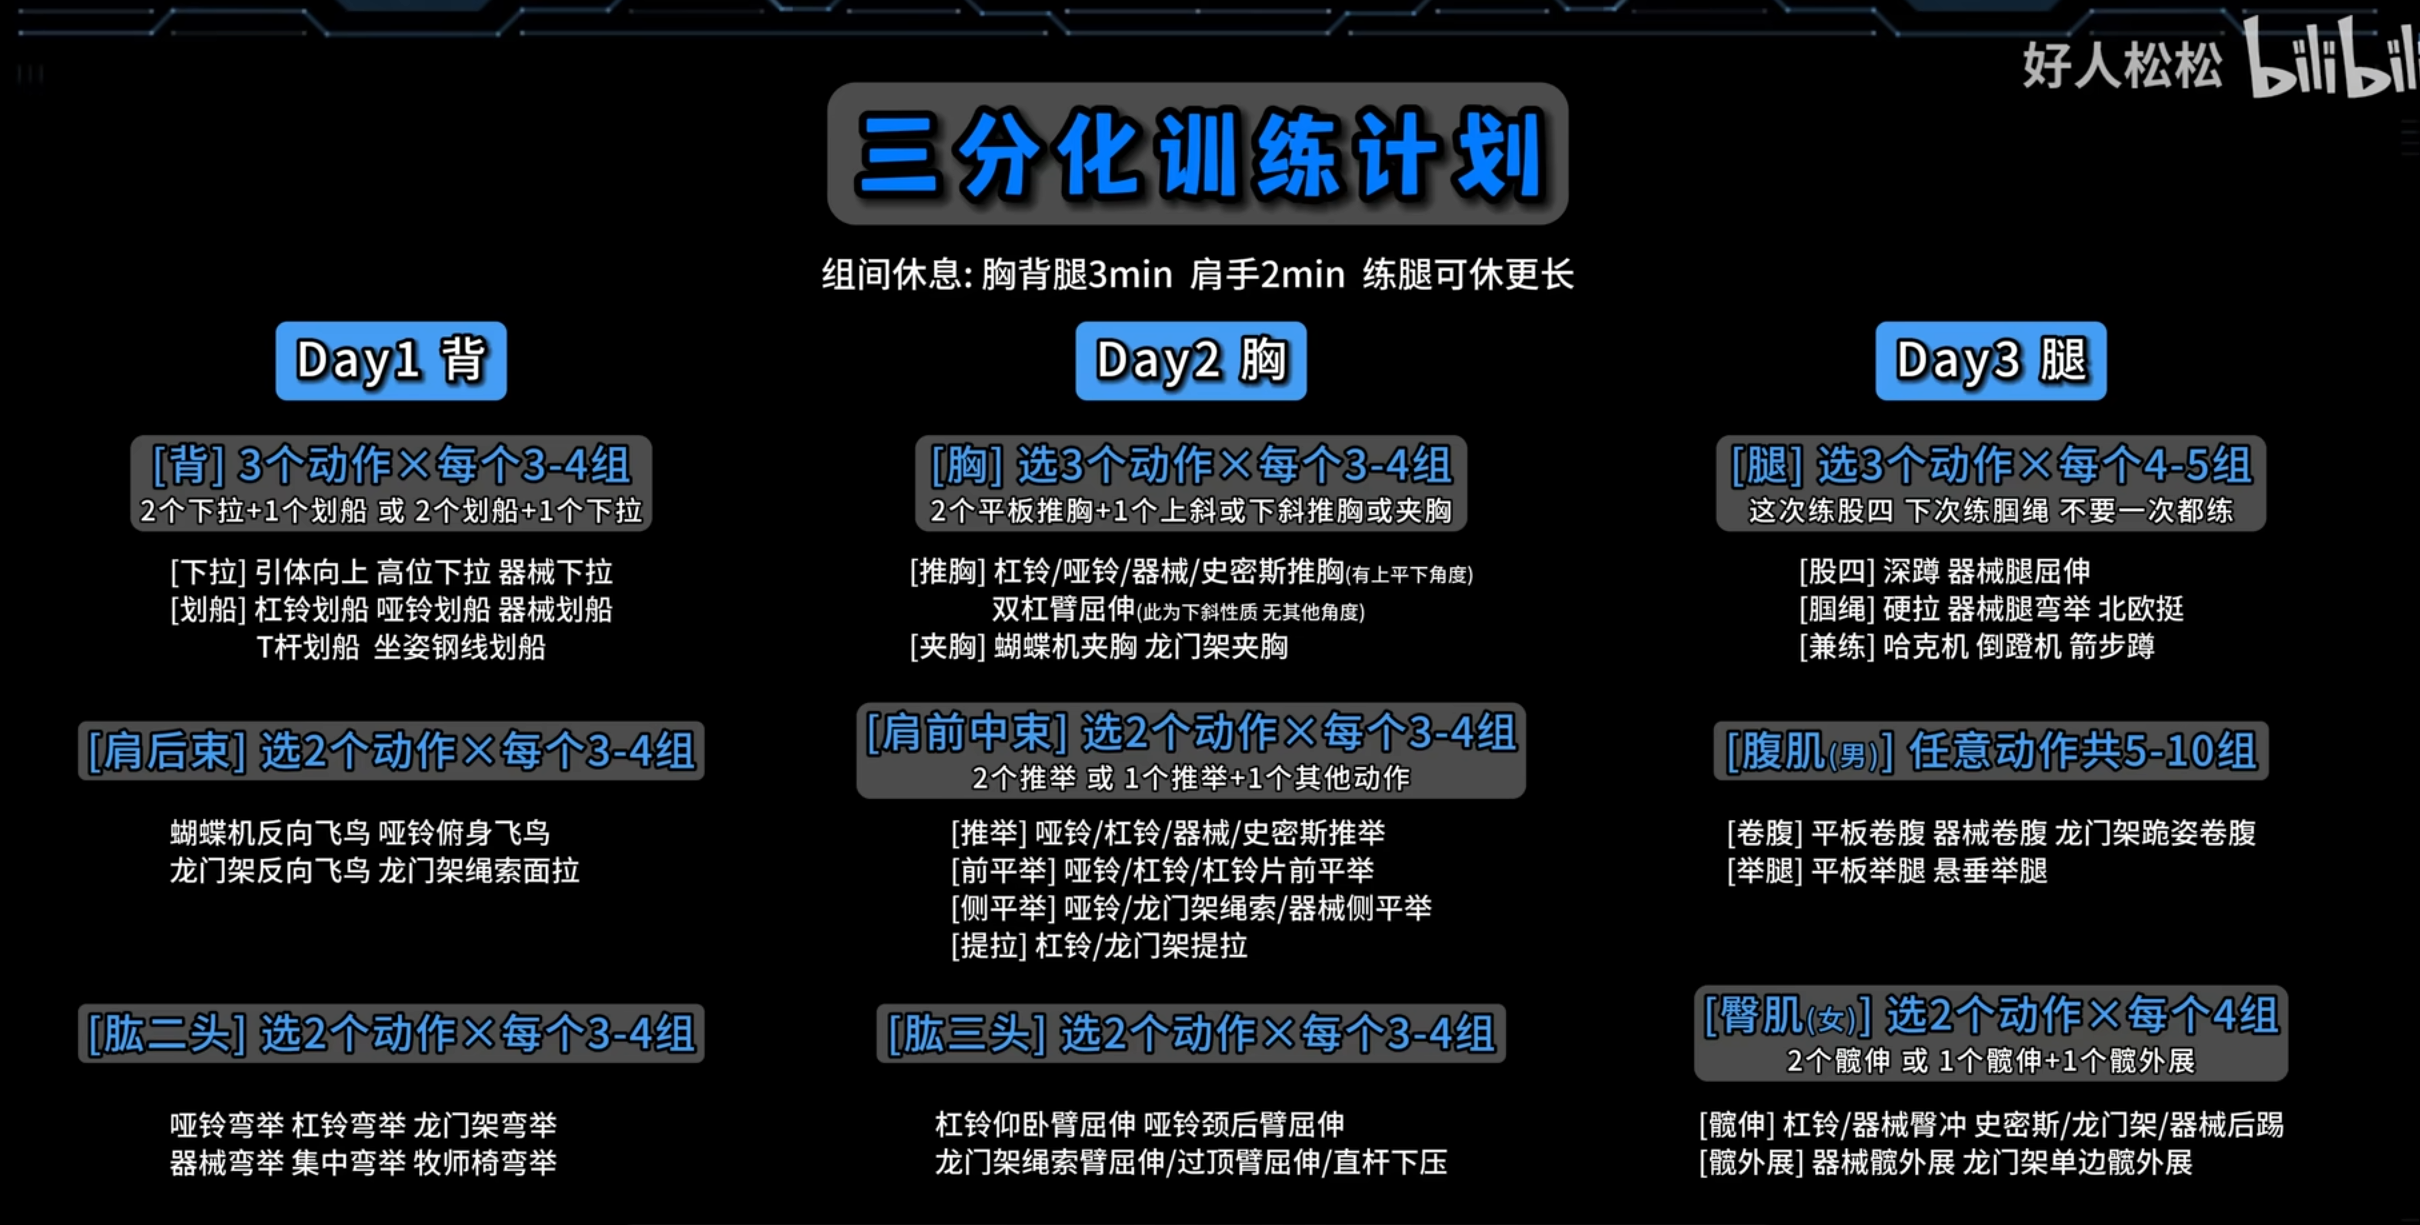 好人松松 bilibili
三分化训练计划
组间休息: 胸背腿3min 肩手2min 练腿可休更长
Day1 背
[背] 3个动作×每个3-4组
2个下拉+1个划船 或 2个划船+1个下拉
[下拉] 引体向上 高位下拉 器械下拉
[划船] 杠铃划船 哑铃划船 器械划船
T杆划船 坐姿钢线划船
[肩后束] 选2个动作×每个3-4组
蝴蝶机反向飞鸟 哑铃俯身飞鸟
龙门架反向飞鸟 龙门架绳索面拉
[肱二头] 选2个动作×每个3-4组
哑铃弯举 杠铃弯举 龙门架弯举
器械弯举 集中弯举 牧师椅弯举
Day2 胸
[胸] 选3个动作×每个3-4组
2个平板推胸+1个上斜或下斜推胸或夹胸
[推胸] 杠铃/哑铃/器械/史密斯推胸(有上平下角度)
双杠臂屈伸(此为下斜性质 无其他角度)
[夹胸] 蝴蝶机夹胸 龙门架夹胸
[肩前中束] 选2个动作×每个3-4组
2个推举 或 1个推举+1个其他动作
[推举] 哑铃/杠铃/器械/史密斯推举
[前平举] 哑铃/杠铃/杠铃片前平举
[侧平举] 哑铃/龙门架绳索/器械侧平举
[提拉] 杠铃/龙门架提拉
[肱三头] 选2个动作×每个3-4组
杠铃仰卧臂屈伸 哑铃颈后臂屈伸
龙门架绳索臂屈伸/过顶臂屈伸/直杆下压
Day3 腿
[腿] 选3个动作×每个4-5组
这次练股四 下次练腘绳 不要一次都练
[股四] 深蹲 器械腿屈伸
[腘绳] 硬拉 器械腿弯举 北欧挺
[兼练] 哈克机 倒蹬机 箭步蹲
[腹肌(男)] 任意动作共5-10组
[卷腹] 平板卷腹 器械卷腹 龙门架跪姿卷腹
[举腿] 平板举腿 悬垂举腿
[臀肌(女)] 选2个动作×每个4组
2个髋伸 或 1个髋伸+1个髋外展
[髋伸] 杠铃/器械臀冲 史密斯/龙门架/器械后踢
[髋外展] 器械髋外展 龙门架单边髋外展